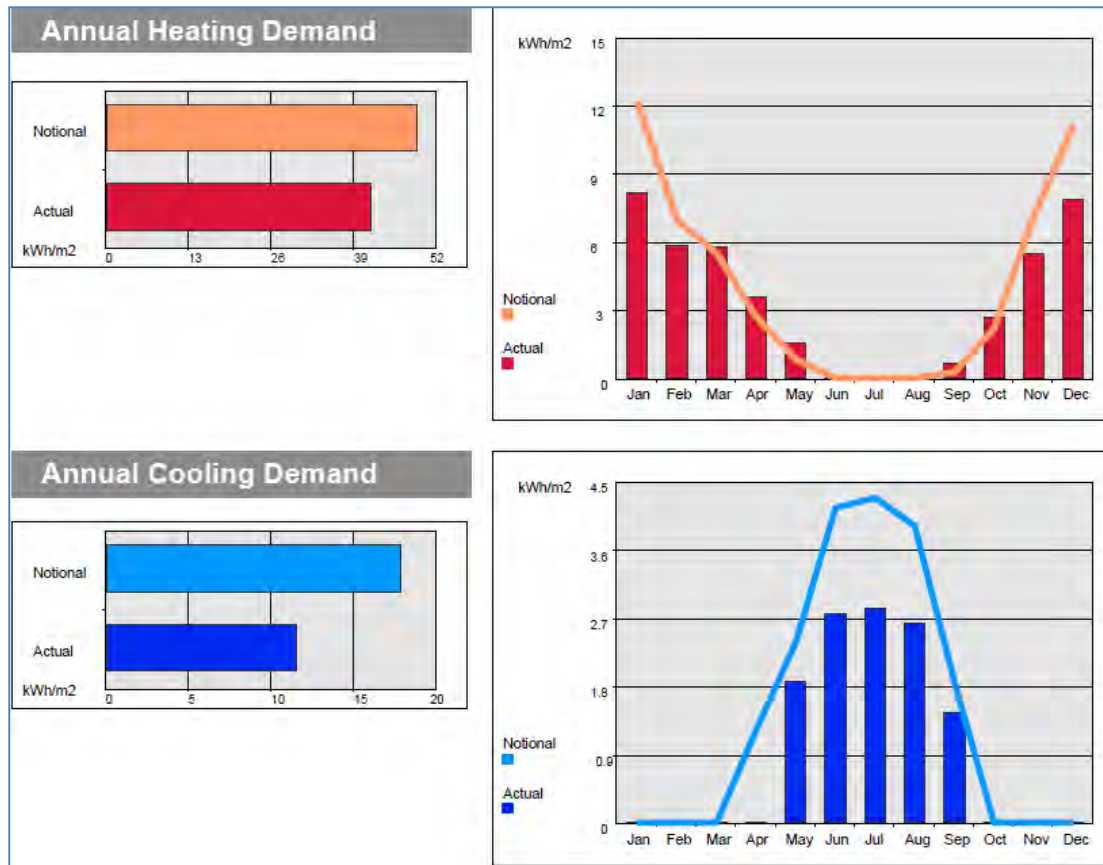 Annual Heating Demand
Notional
Actual
kWh/m2
0 13 26 39 52
kWh/m2
15
12
9
6
3
0
Notional
Actual
Jan Feb Mar Apr May Jun Jul Aug Sep Oct Nov Dec
Annual Cooling Demand
Notional
Actual
kWh/m2
0 5 10 15 20
kWh/m2
4.5
3.6
2.7
1.8
0.9
0
Notional
Actual
Jan Feb Mar Apr May Jun Jul Aug Sep Oct Nov Dec